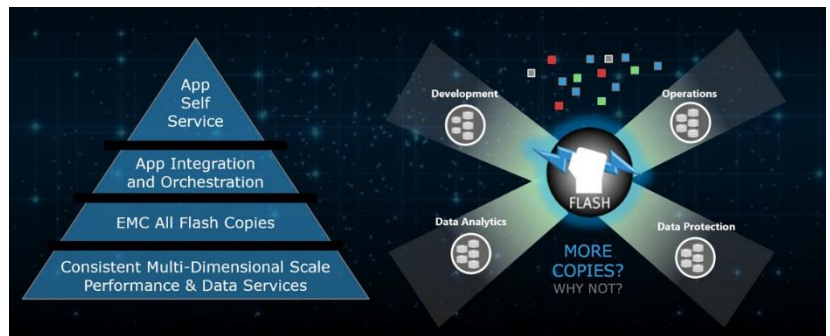 App
Self
Service
App Integration
and Orchestration
EMC All Flash Copies
Consistent Multi-Dimensional Scale
Performance & Data Services
Development
Operations
FLASH
Data Analytics
Data Protection
MORE
COPIES?
WHY NOT?